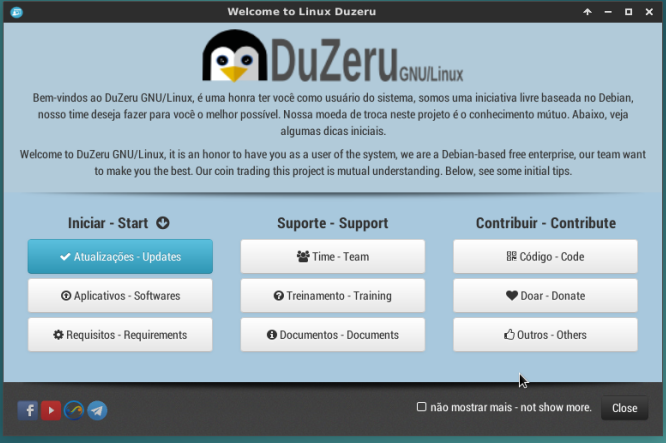 Welcome to Linux Duzeru
DuZeru GNU/Linux
Bem-vindos ao DuZeru GNU/Linux, é uma honra ter você como usuário do sistema, somos uma iniciativa livre baseada no Debian,
nosso time deseja fazer para você o melhor possível. Nossa moeda de troca neste projeto é o conhecimento mútuo. Abaixo, veja
algumas dicas iniciais.
Welcome to DuZeru GNU/Linux, it is an honor to have you as a user of the system, we are a Debian-based free enterprise, our team want
to make you the best. Our coin trading this project is mutual understanding. Below, see some initial tips.
Iniciar - Start
Suporte - Support
Contribuir - Contribute
Atualizações - Updates
Time - Team
Código - Code
Aplicativos - Softwares
Treinamento - Training
Doar - Donate
Requisitos - Requirements
Documentos - Documents
Outros - Others
não mostrar mais - not show more.
Close